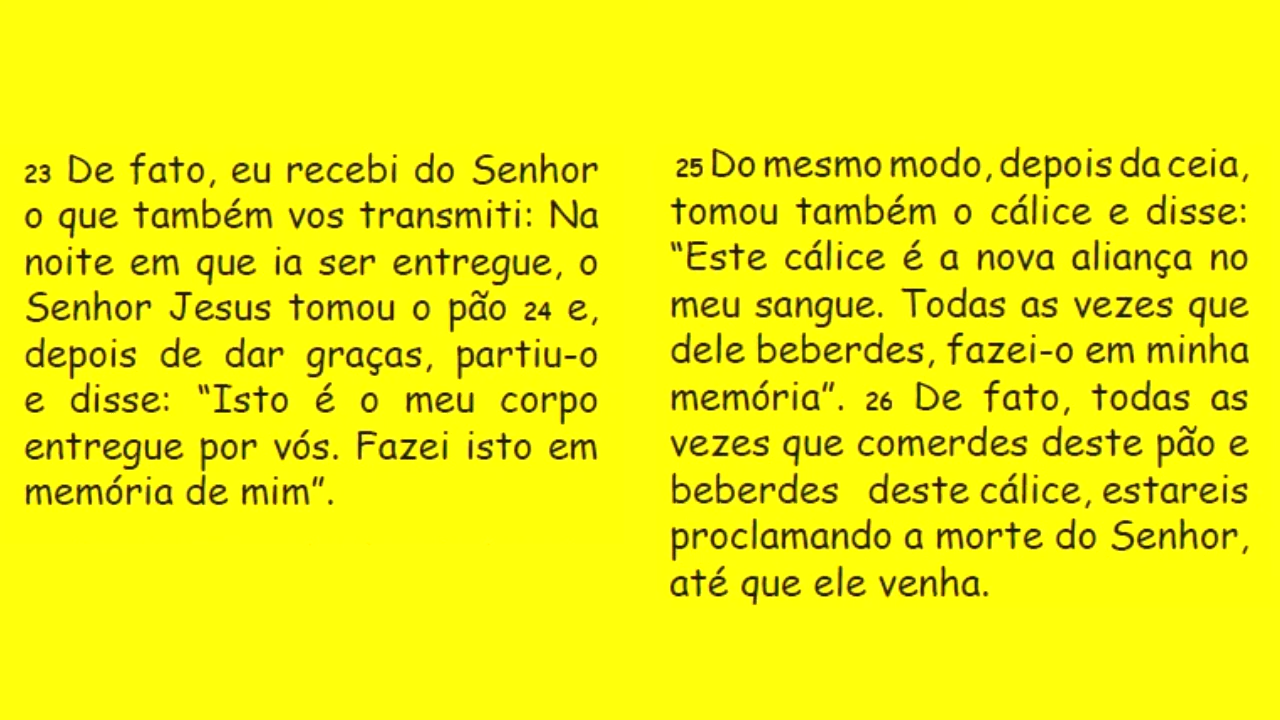 23 De fato, eu recebi do Senhor
o que também vos transmiti: Na
noite em que ia ser entregue, o
Senhor Jesus tomou o pão 24 e,
depois de dar graças, partiu-o
e disse: “Isto é o meu corpo
entregue por vós. Fazei isto em
memória de mim”.
25 Do mesmo modo, depois da ceia,
tomou também o cálice e disse:
“Este cálice é a nova aliança no
meu sangue. Todas as vezes que
dele beberdes, fazei-o em minha
memória”. 26 De fato, todas as
vezes que comerdes deste pão e
beberdes deste cálice, estareis
proclamando a morte do Senhor,
até que ele venha.